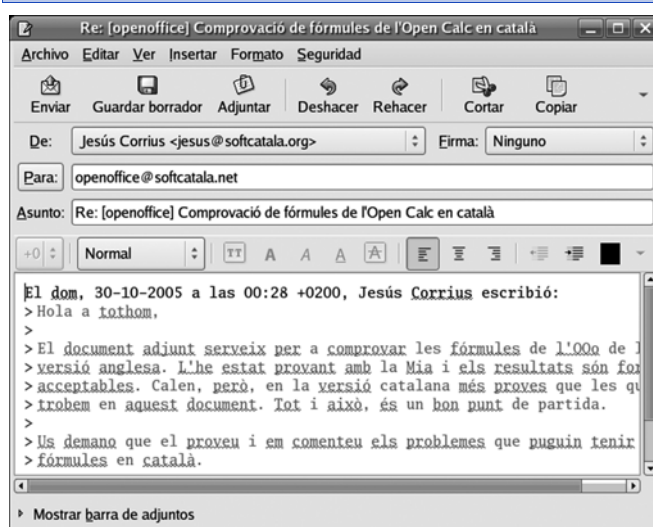 Re: [openoffice] Comprovació de fórmules de l'Open Calc en català
Archivo Editar Ver Insertar Formato Seguridad
Enviar Guardar borrador Adjuntar Deshacer Rehacer Cortar Copiar
De: Jesús Corrius <jesus@softcatala.org> Firma: Ninguno
Para: openoffice@softcatala.net
Asunto: Re: [openoffice] Comprovació de fórmules de l'Open Calc en català
+0 Normal TT A A A A
El dom, 30-10-2005 a las 00:28 +0200, Jesús Corrius escribió:
> Hola a tothom,
>
> El document adjunt serveix per a comprovar les fórmules de l'OOo de l
> versió anglesa. L'he estat provant amb la Mia i els resultats són for
> acceptables. Calen, però, en la versió catalana més proves que les qu
> trobem en aquest document. Tot i això, és un bon punt de partida.
>
> Us demano que el proveu i em comenteu els problemes que puguin tenir
> fórmules en català.
Mostrar barra de adjuntos